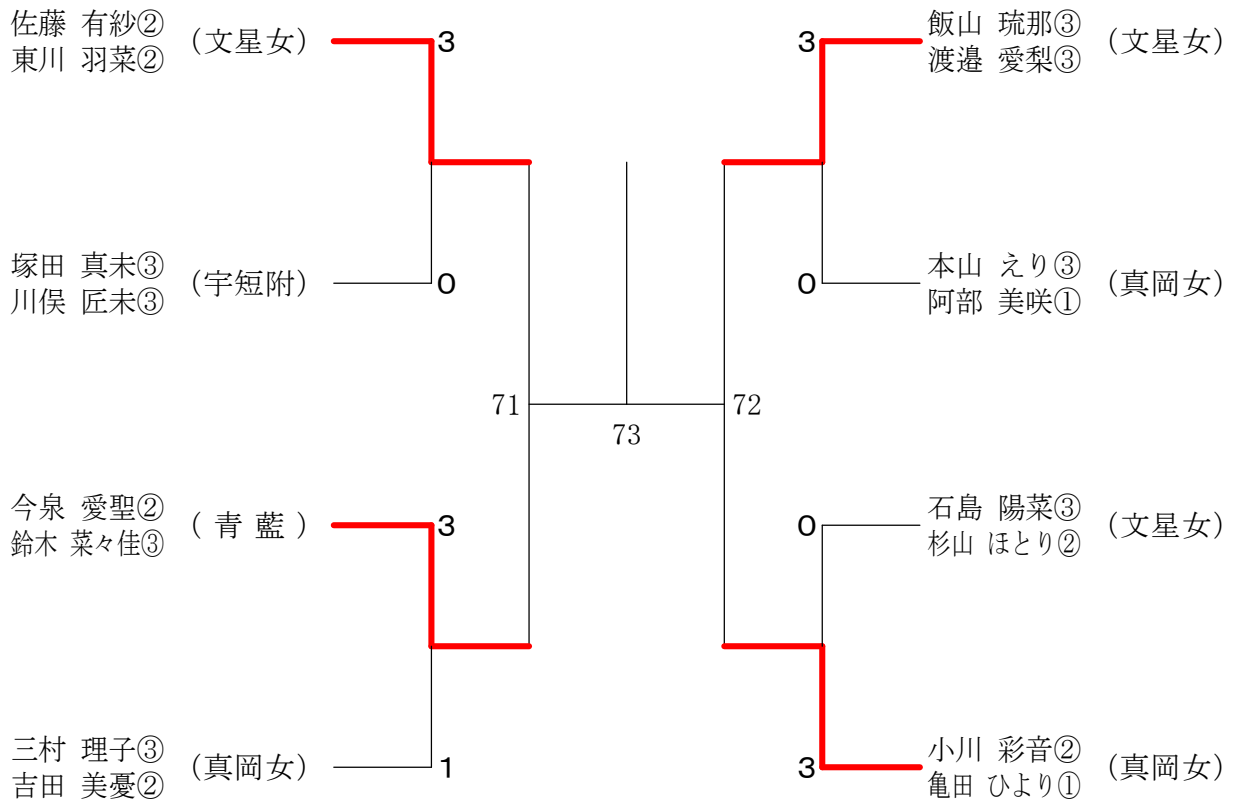 佐藤 有紗②
東川 羽菜②
(文星女)
3
塚田 真未③
川俣 匠未③
(宇短附)
0
71
今泉 愛聖②
鈴木 菜々佳③
(青藍)
3
三村 理子③
吉田 美憂②
(真岡女)
1
73
3
飯山 琉那③
渡邉 愛梨③
(文星女)
0
本山 えり③
阿部 美咲①
(真岡女)
72
0
石島 陽菜③
杉山 ほとり②
(文星女)
3
小川 彩音②
亀田 ひより①
(真岡女)